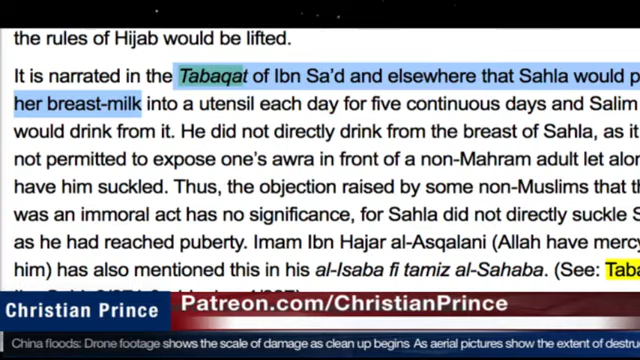 the rules of Hijab would be lifted.
It is narrated in the Tabaqat of Ibn Sa'd and elsewhere that Sahla would p
her breast-milk into a utensil each day for five continuous days and Salim
would drink from it. He did not directly drink from the breast of Sahla, as it
not permitted to expose one's awra in front of a non-Mahram adult let alon
have him suckled. Thus, the objection raised by some non-Muslims that th
was an immoral act has no significance, for Sahla did not directly suckle S
as he had reached puberty. Imam Ibn Hajar al-Asqalani (Allah have mercy
him) has also mentioned this in his al-Isaba fi tamiz al-Sahaba. (See: Taba
Christian Prince
Patreon.com/ChristianPrince
China floods: Drone footage shows the scale of damage as clean up begins As aerial pictures show the extent of destru